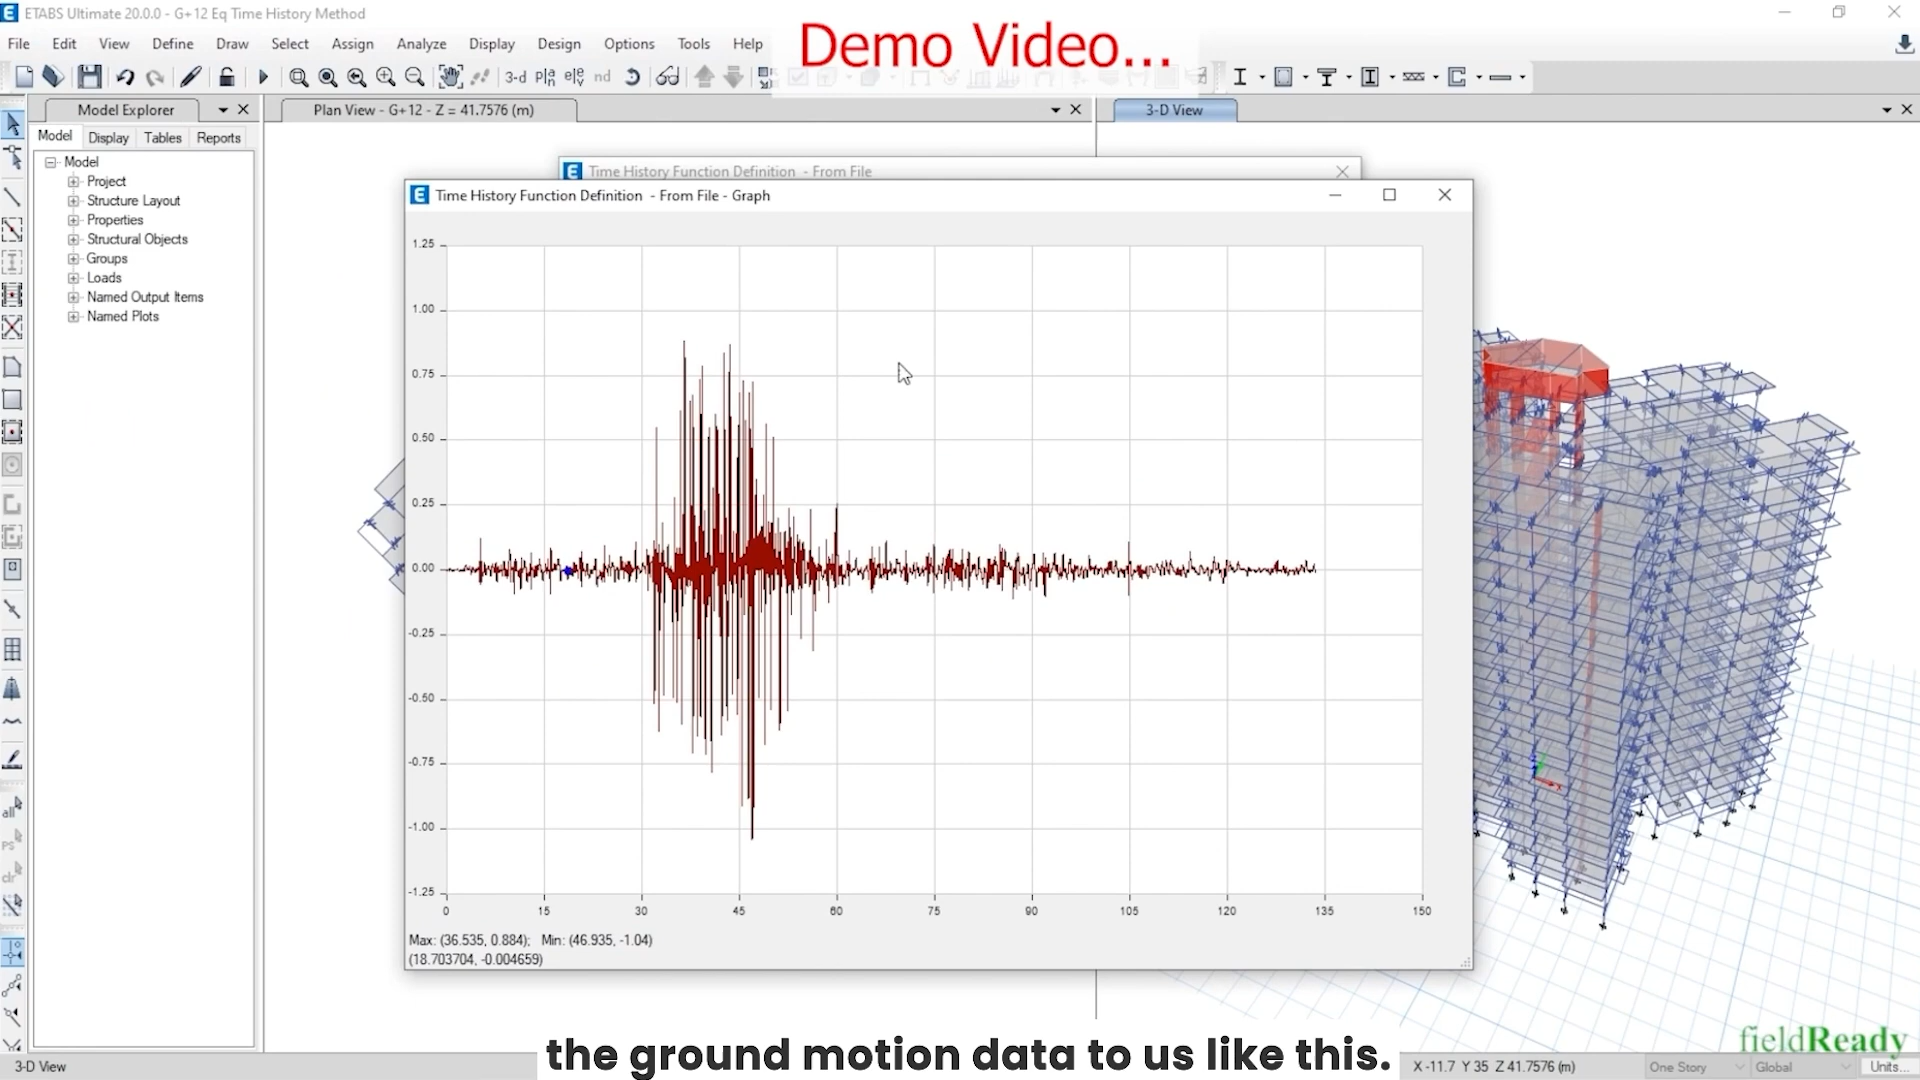 ETABS Ultimate 20.0.0 - G+12 Eq Time History Method
Demo Video...
File Edit View Define Draw Select Assign Analyze Display Design Options Tools Help
3-d
nd
Model Explorer
Plan View - G+12 - Z = 41.7576 (m)
3-D View
Model Display Tables Reports
Model
Project
Structure Layout
Properties
Structural Objects
Groups
Loads
Named Output Items
Named Plots
Time History Function Definition - From File
Time History Function Definition - From File - Graph
1.25
1.00
0.75
0.50
0.25
0.00
-0.25
-0.50
-0.75
-1.00
-1.25
0 15 30 45 60 75 90 105 120 135 150
Max: (36.535, 0.884); Min: (46.935, -1.04)
(18.703704, -0.004659)
all
ps
clr
the ground motion data to us like this.
fieldReady
3-D View
X -11.7 Y 35 Z 41.7576 (m)
One Story
Global
Units...